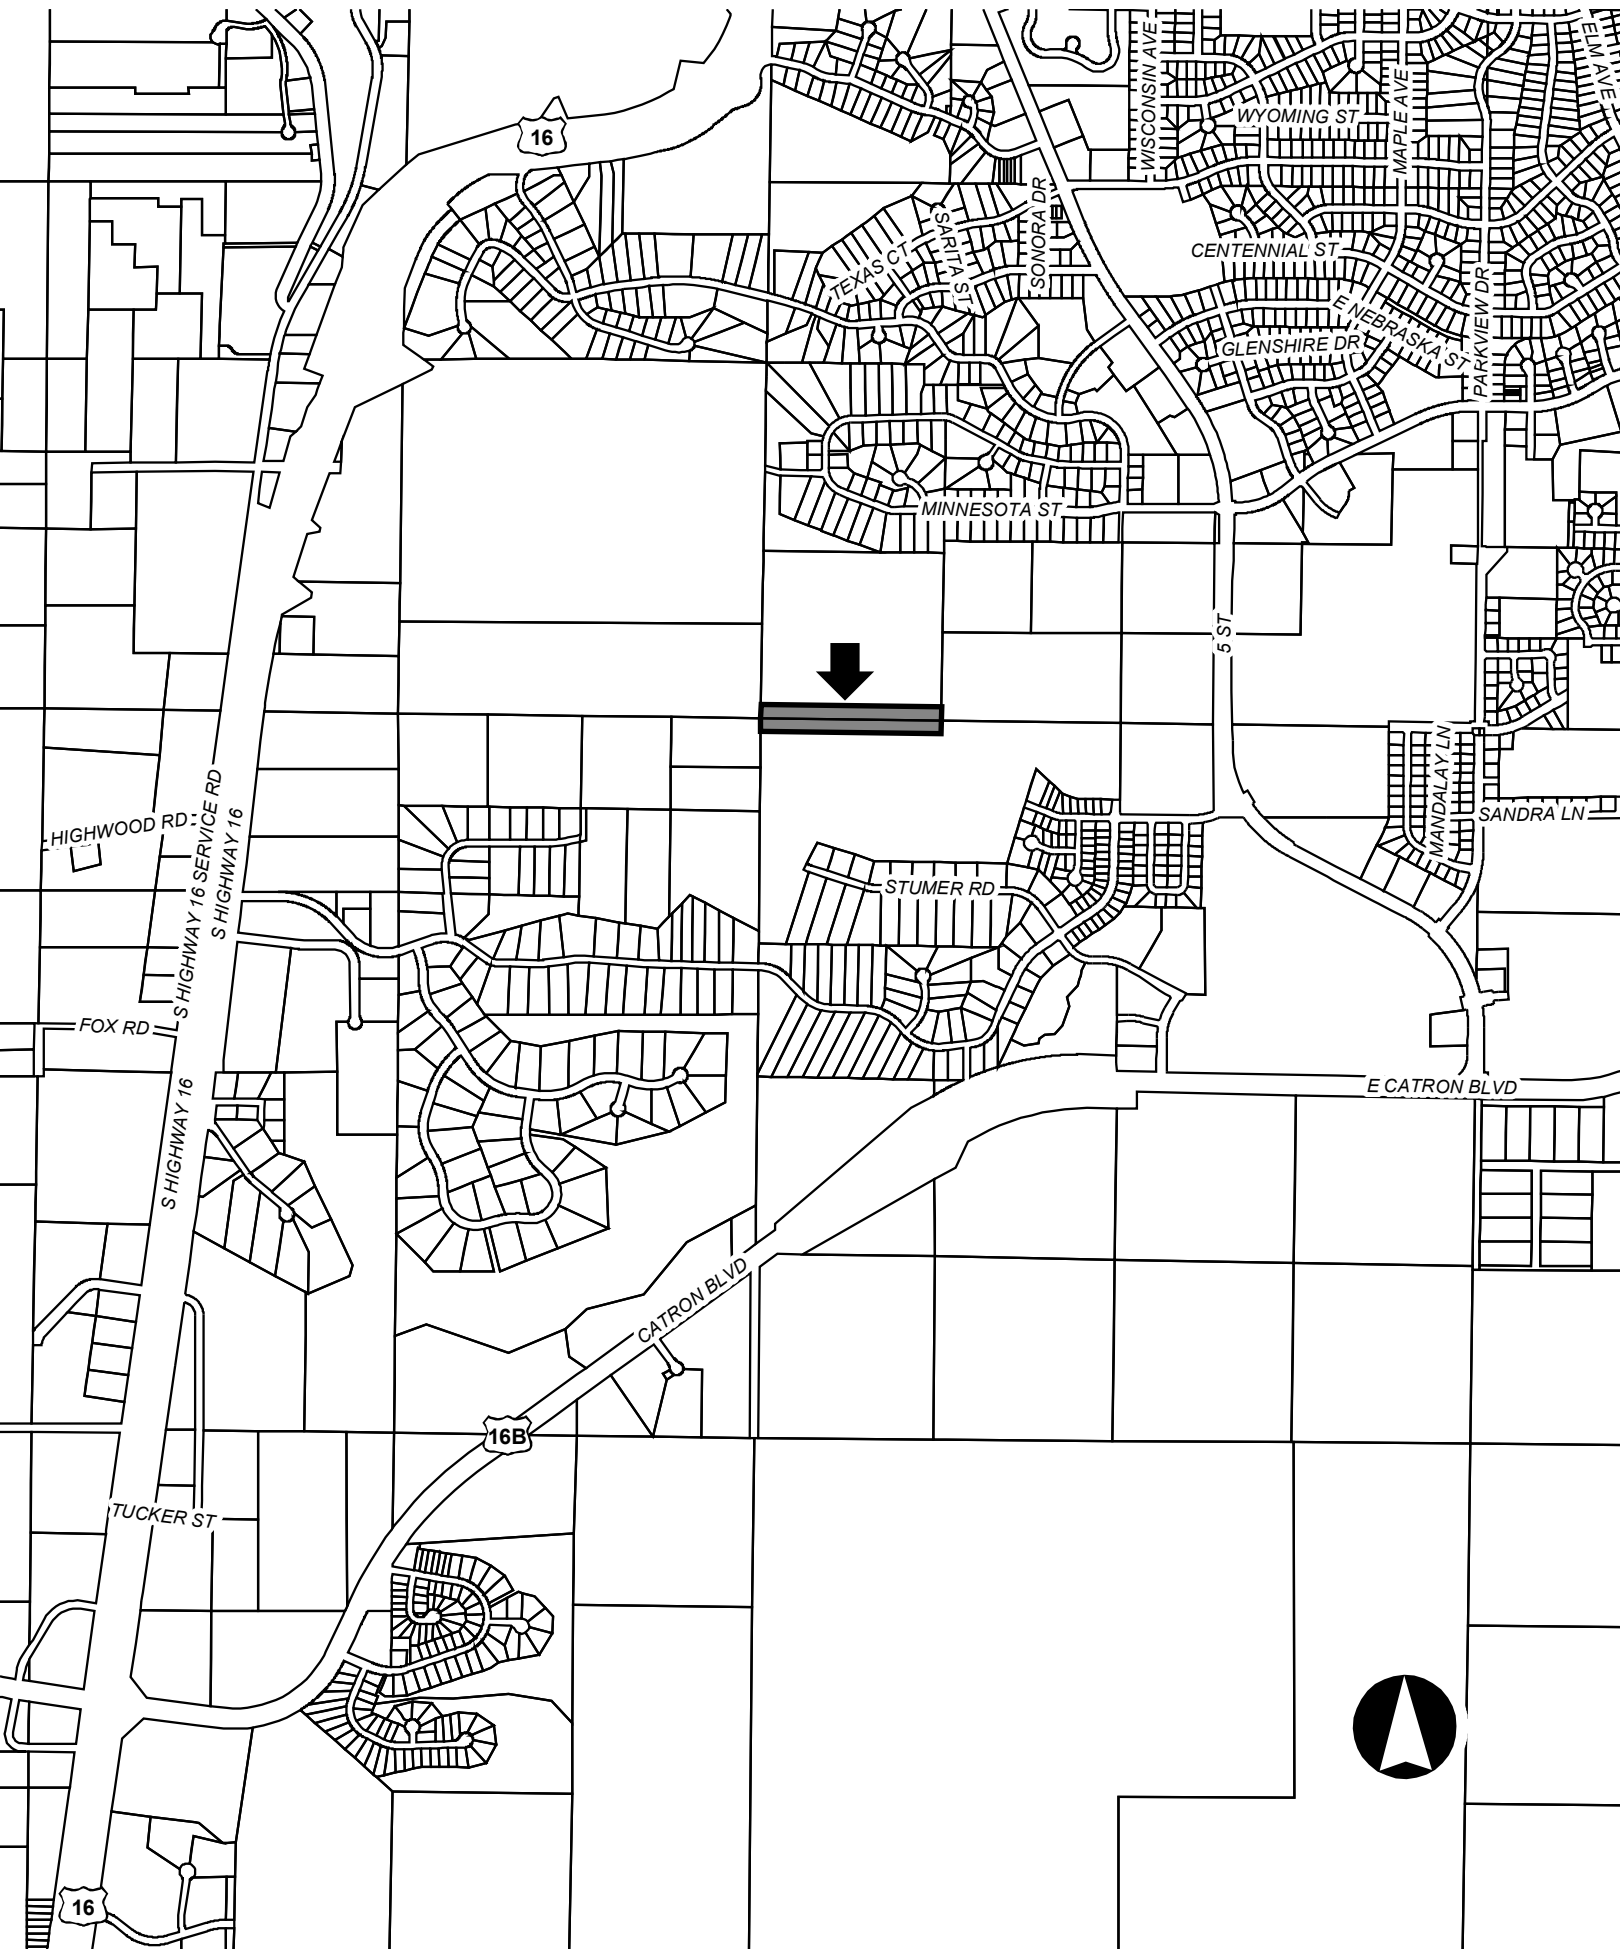 ELM AVE
WISCONSIN AVE
MAPLE AVE
WYOMING ST
16
SONORA DR
SARITA ST
TEXAS CT
CENTENNIAL ST
PARKVIEW DR
E NEBRASKA ST
GLENSHIRE DR
MINNESOTA ST
5 ST
MANDALAY LN
SANDRA LN
HIGHWOOD RD
S HIGHWAY 16 SERVICE RD
S HIGHWAY 16
STUMER RD
FOX RD
S HIGHWAY 16
E CATRON BLVD
CATRON BLVD
16B
TUCKER ST
16